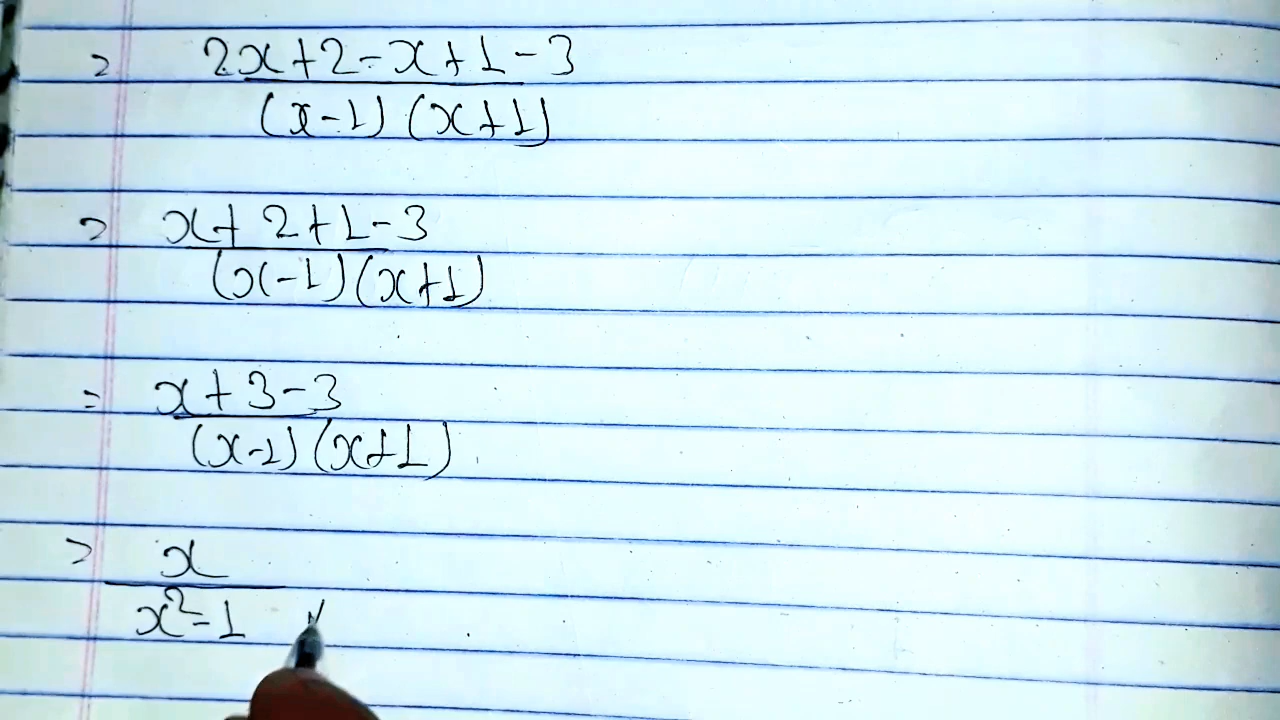 = 2x+2-x+1-3
(x-1) (x+1)
= x+ 2+1-3
(x-1)(x+1)
= x+3-3
(x-1) (x+1)
= x
x²-1